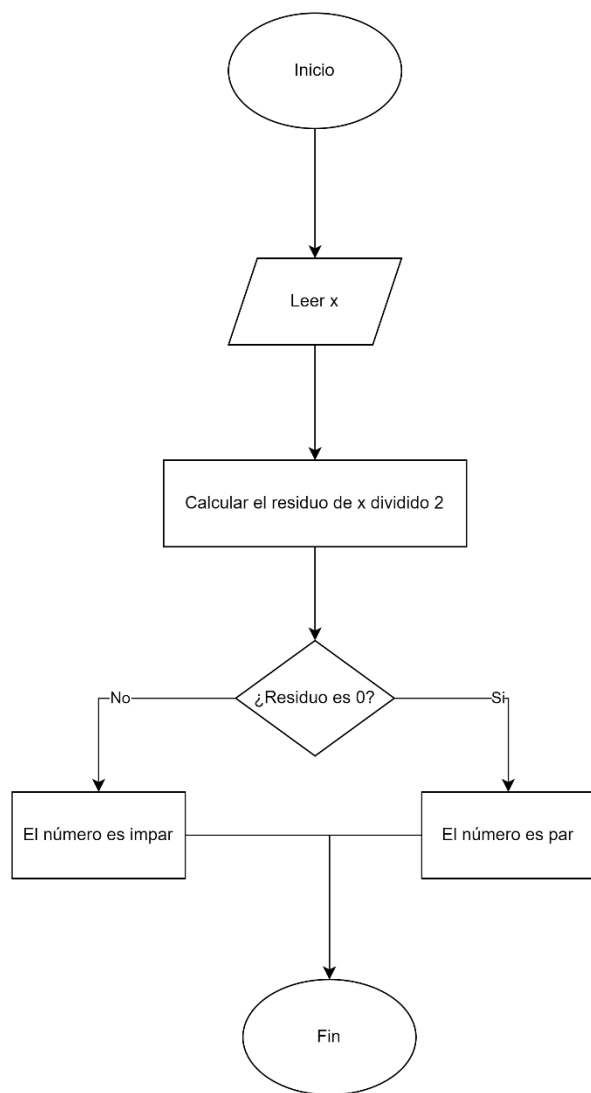 Inicio
Leer x
Calcular el residuo de x dividido 2
¿Residuo es 0?
No
Si
El número es impar
El número es par
Fin